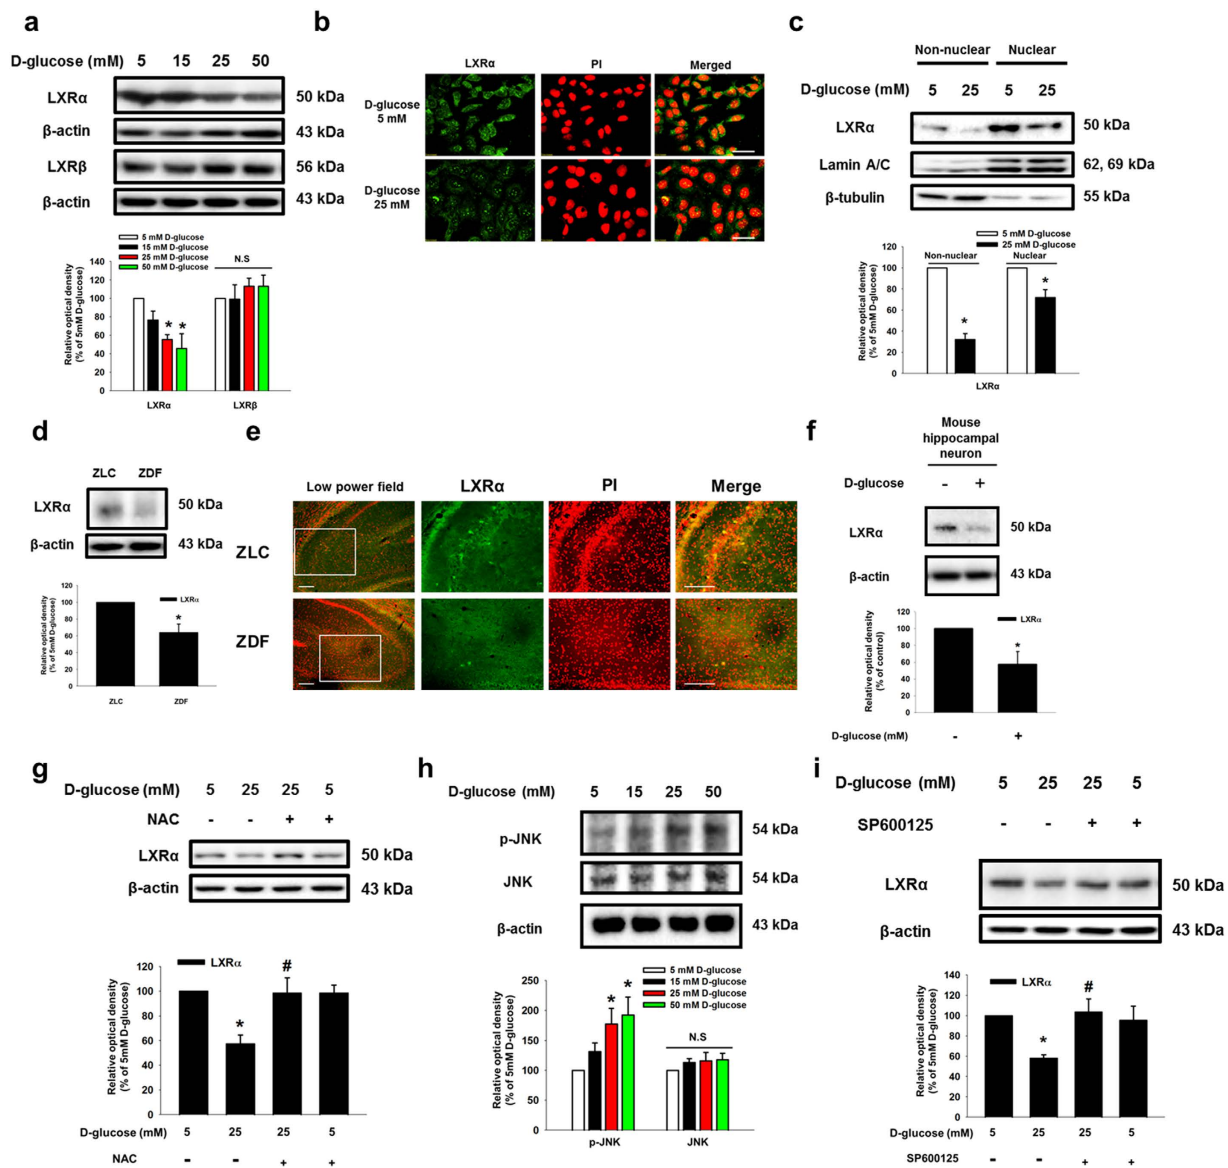 a
D-glucose (mM) 5 15 25 50
LXRα 50 kDa
β-actin 43 kDa
LXRβ 56 kDa
β-actin 43 kDa
5 mM D-glucose
15 mM D-glucose
25 mM D-glucose
50 mM D-glucose
N.S
Relative optical density
(% of 5mM D-glucose)
140
120
100
80
60
40
20
0
* *
LXRα LXRβ
b
LXRα PI Merged
D-glucose
5 mM
D-glucose
25 mM
c
Non-nuclear Nuclear
D-glucose (mM) 5 25 5 25
LXRα 50 kDa
Lamin A/C 62, 69 kDa
β-tubulin 55 kDa
5 mM D-glucose
25 mM D-glucose
Non-nuclear Nuclear
Relative optical density
(% of 5mM D-glucose)
120
100
80
60
40
20
0
* *
LXRα
d
ZLC ZDF
LXRα 50 kDa
β-actin 43 kDa
LXRα
Relative optical density
(% of 5mM D-glucose)
120
100
80
60
40
20
0
*
ZLC ZDF
e
Low power field LXRα PI Merge
ZLC
ZDF
f
Mouse
hippocampal
neuron
D-glucose - +
LXRα 50 kDa
β-actin 43 kDa
LXRα
Relative optical density
(% of control)
120
100
80
60
40
20
0
*
D-glucose (mM) - +
g
D-glucose (mM) 5 25 25 5
NAC - - + +
LXRα 50 kDa
β-actin 43 kDa
LXRα
Relative optical density
(% of 5mM D-glucose)
120
100
80
60
40
20
0
* #
D-glucose (mM) 5 25 25 5
NAC - - + +
h
D-glucose (mM) 5 15 25 50
p-JNK 54 kDa
JNK 54 kDa
β-actin 43 kDa
5 mM D-glucose
15 mM D-glucose
25 mM D-glucose
50 mM D-glucose
N.S
Relative optical density
(% of 5mM D-glucose)
250
200
150
100
50
0
* *
p-JNK JNK
i
D-glucose (mM) 5 25 25 5
SP600125 - - + +
LXRα 50 kDa
β-actin 43 kDa
LXRα
Relative optical density
(% of 5mM D-glucose)
140
120
100
80
60
40
20
0
* #
D-glucose (mM) 5 25 25 5
SP600125 - - + +